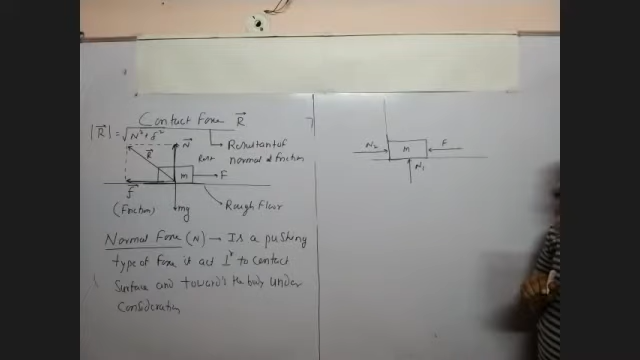 Contact Force R
|R| = √N²+f²
Resultant of
normal & friction
N
R
Rest
M
F
f
(Friction)
mg
Rough Floor
Normal Force (N) → Is a pushing
type of Force it act ⊥r to contact
Surface and towards the body under
consideration
N₂
M
F
N₁